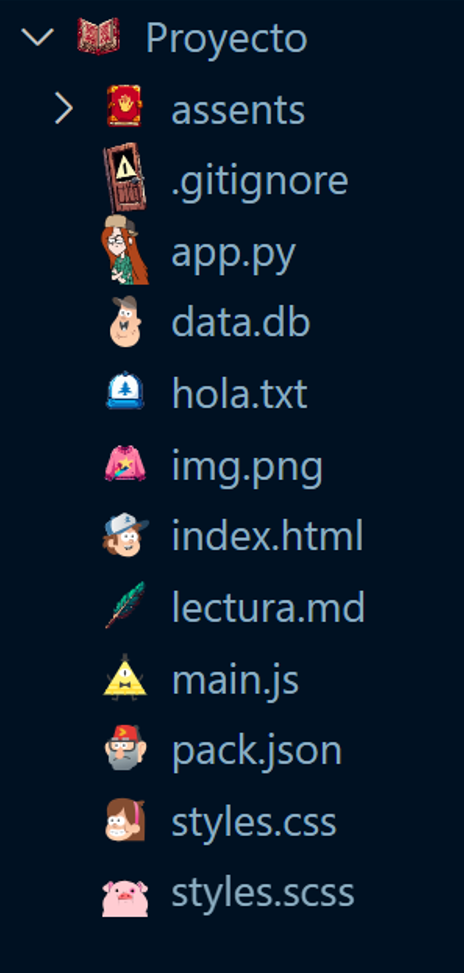 Proyecto
assents
.gitignore
app.py
data.db
hola.txt
img.png
index.html
lectura.md
main.js
pack.json
styles.css
styles.scss